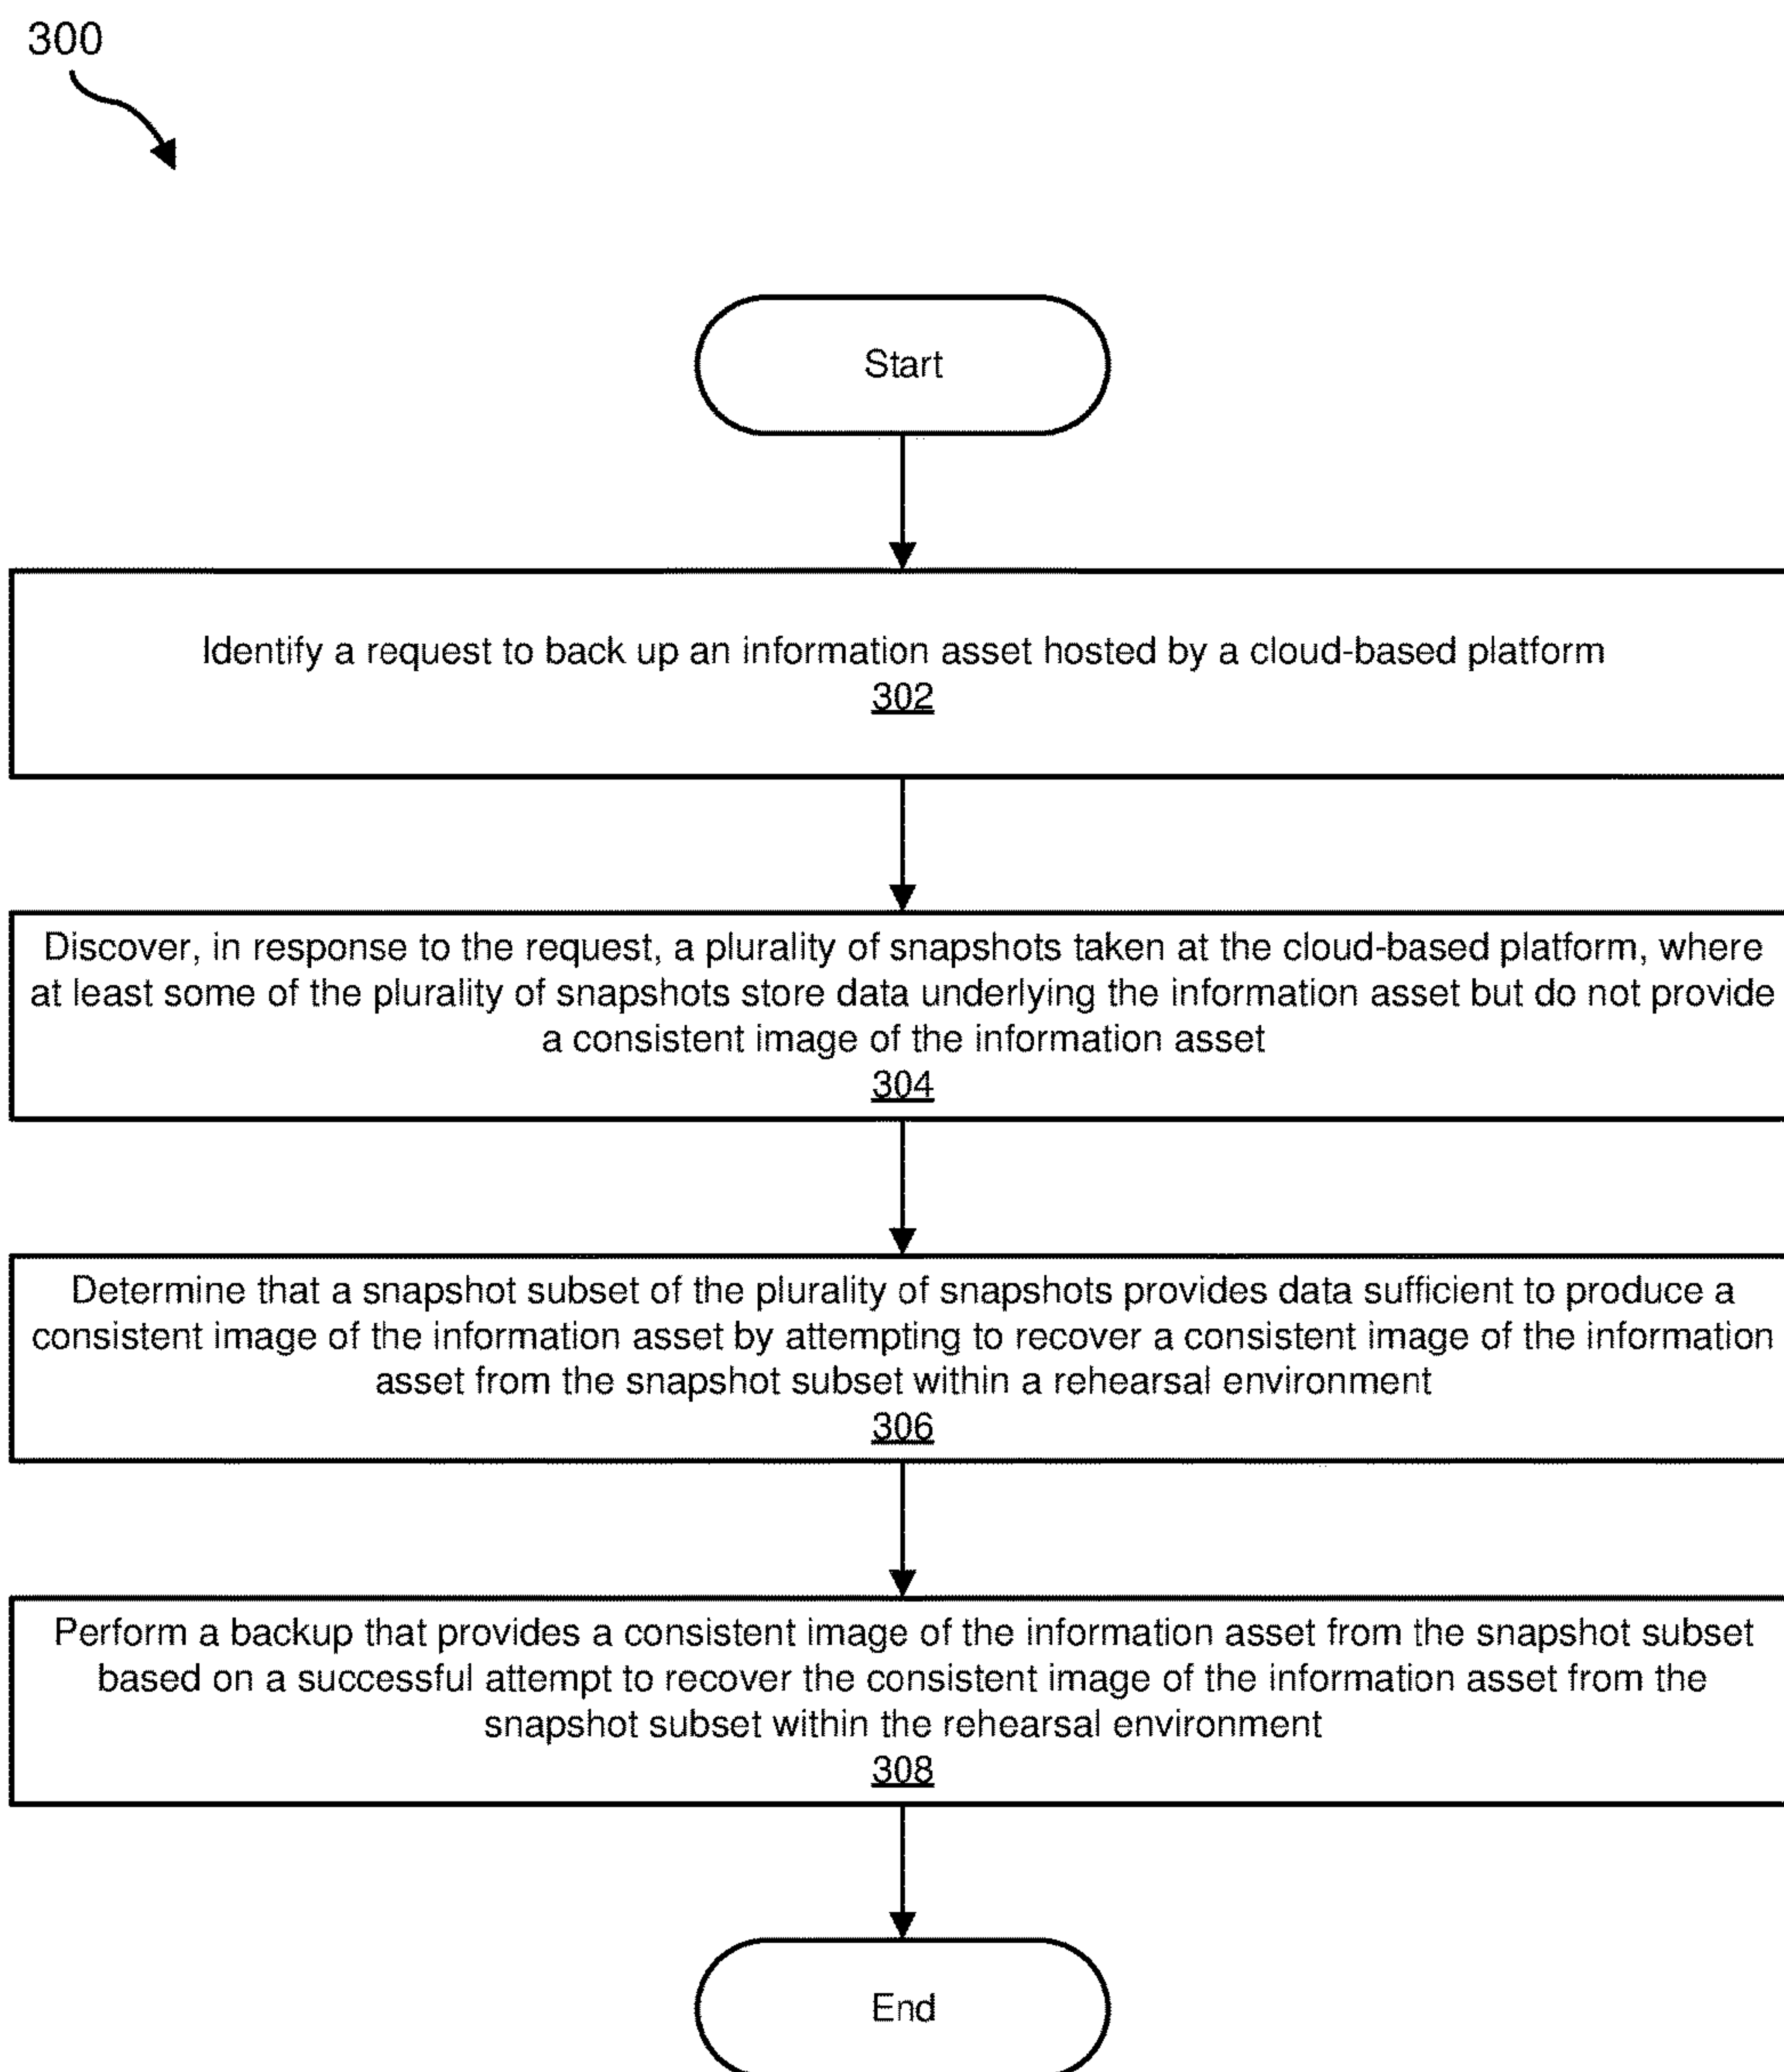 300
Start
Identify a request to back up an information asset hosted by a cloud-based platform
302
Discover, in response to the request, a plurality of snapshots taken at the cloud-based platform, where
at least some of the plurality of snapshots store data underlying the information asset but do not provide
a consistent image of the information asset
304
Determine that a snapshot subset of the plurality of snapshots provides data sufficient to produce a
consistent image of the information asset by attempting to recover a consistent image of the information
asset from the snapshot subset within a rehearsal environment
306
Perform a backup that provides a consistent image of the information asset from the snapshot subset
based on a successful attempt to recover the consistent image of the information asset from the
snapshot subset within the rehearsal environment
308
End